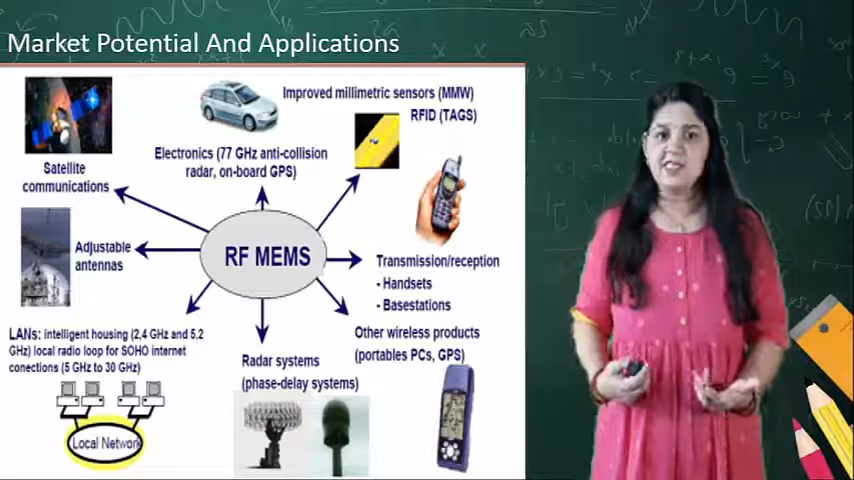 Market Potential And Applications
Improved millimetric sensors (MMW)
RFID (TAGS)
Electronics (77 GHz anti-collision
radar, on-board GPS)
Satellite
communications
Adjustable
antennas
RF MEMS
Transmission/reception
- Handsets
- Basestations
LANs: intelligent housing (2,4 GHz and 5,2
GHz) local radio loop for SOHO internet
conections (5 GHz to 30 GHz)
Other wireless products
(portables PCs, GPS)
Radar systems
(phase-delay systems)
Local Network